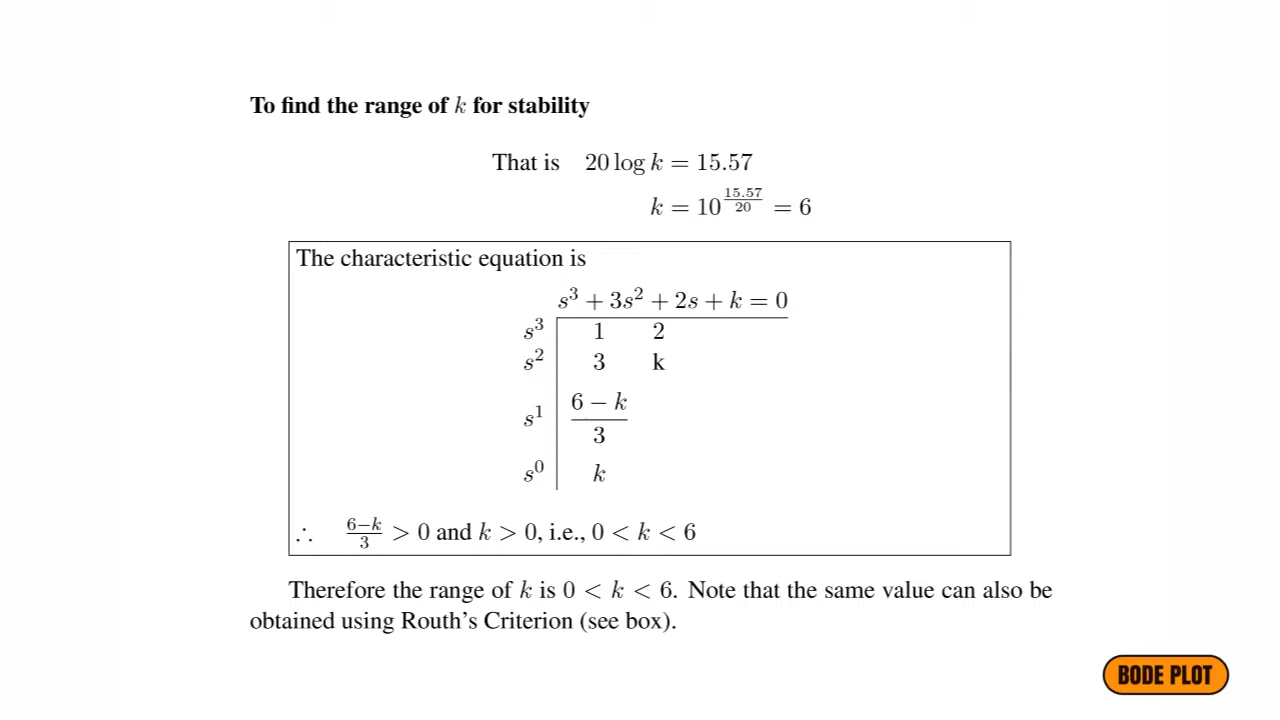 To find the range of k for stability
That is 20 log k = 15.57
k = 10^{\frac{15.57}{20}} = 6
The characteristic equation is
s³ + 3s² + 2s + k = 0
s³ 1 2
s² 3 k
s¹ \frac{6 − k}{3}
s⁰ k
∴ \frac{6−k}{3} > 0 and k > 0, i.e., 0 < k < 6
Therefore the range of k is 0 < k < 6. Note that the same value can also be
obtained using Routh's Criterion (see box).
BODE PLOT